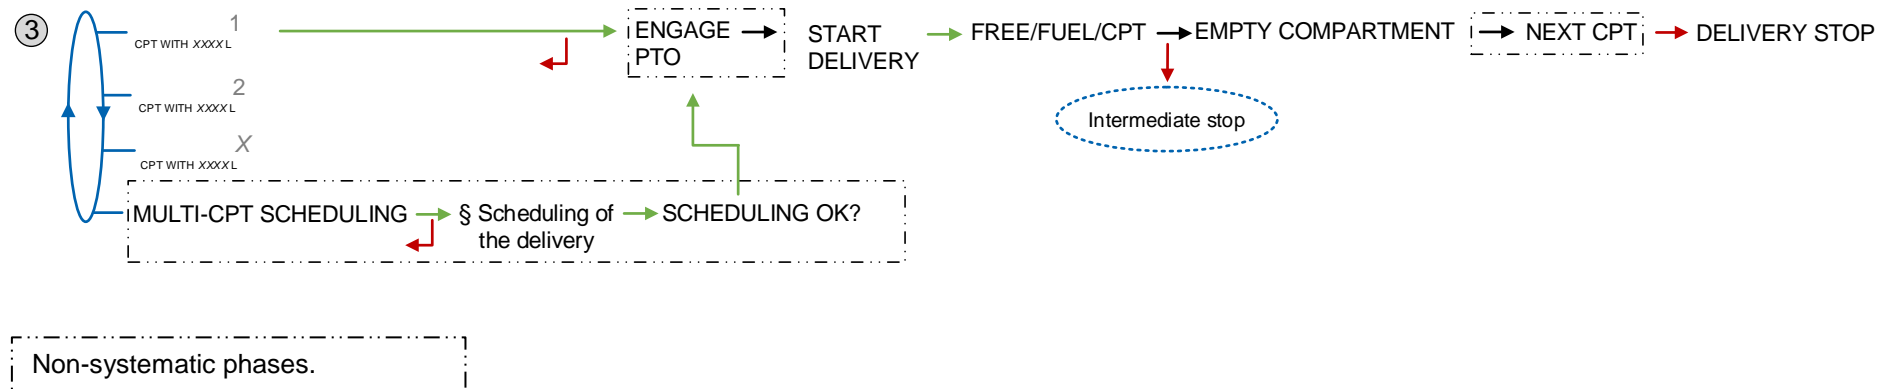 3
1
CPT WITH XXXX L
ENGAGE
PTO
START
DELIVERY
FREE/FUEL/CPT
EMPTY COMPARTMENT
NEXT CPT
DELIVERY STOP
2
CPT WITH XXXX L
Intermediate stop
X
CPT WITH XXXX L
MULTI-CPT SCHEDULING
§ Scheduling of
the delivery
SCHEDULING OK?
Non-systematic phases.